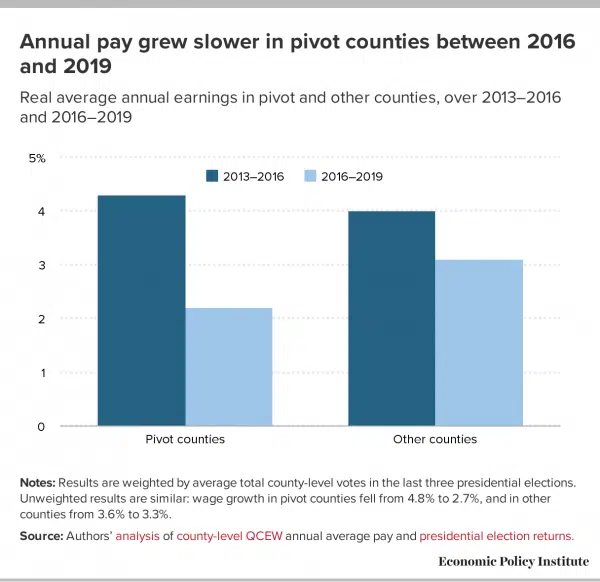 Annual pay grew slower in pivot counties between 2016
and 2019
Real average annual earnings in pivot and other counties, over 2013–2016
and 2016–2019
5%
2013–2016
2016–2019
4
3
2
1
0
Pivot counties
Other counties
Notes: Results are weighted by average total county-level votes in the last three presidential elections.
Unweighted results are similar: wage growth in pivot counties fell from 4.8% to 2.7%, and in other
counties from 3.6% to 3.3%.
Source: Authors’ analysis of county-level QCEW annual average pay and presidential election returns.
Economic Policy Institute